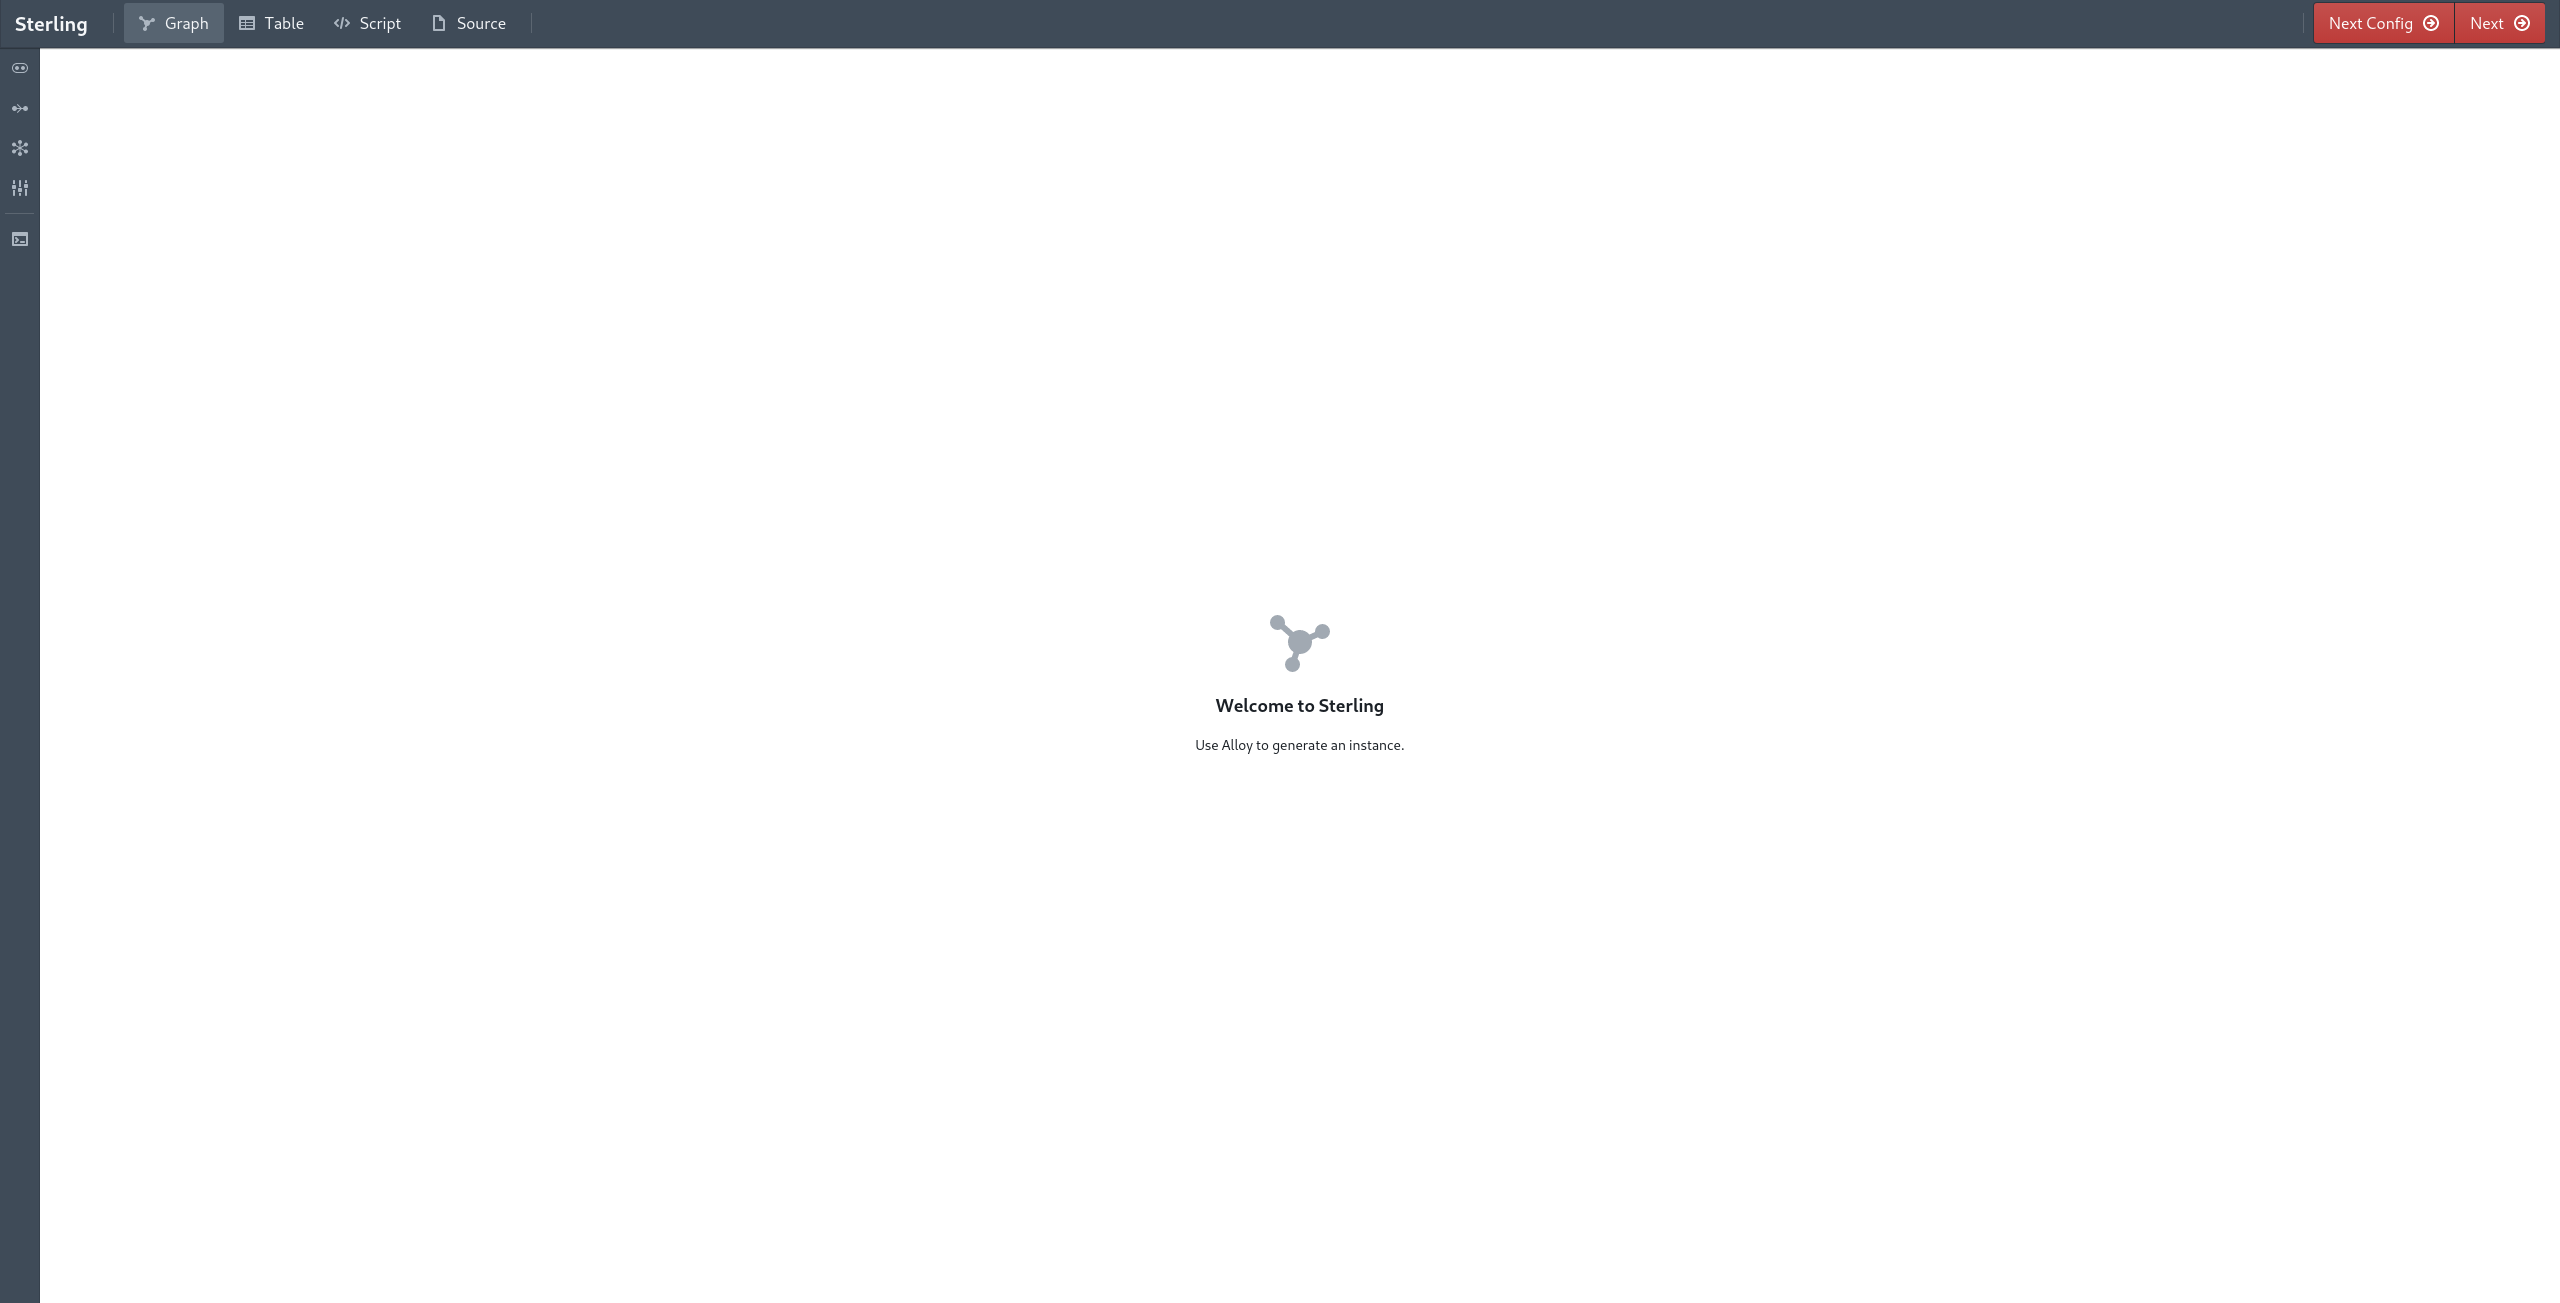 Sterling Graph Table Script Source Next Config Next
Welcome to Sterling
Use Alloy to generate an instance.